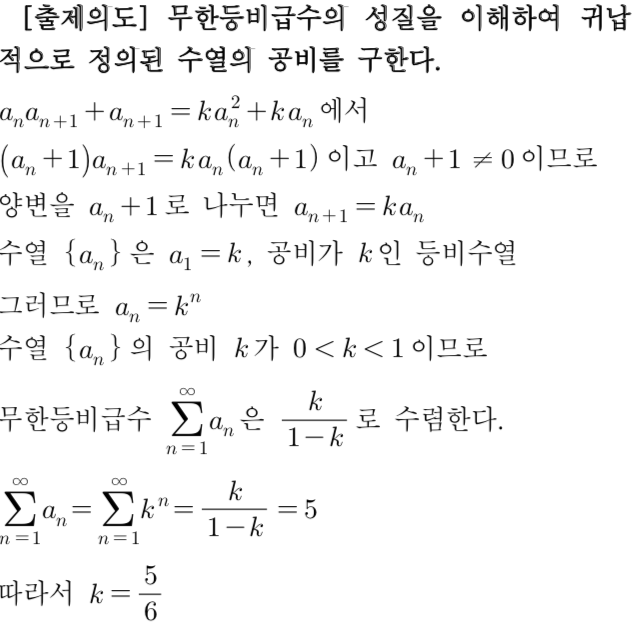 [출제의도] 무한등비급수의 성질을 이해하여 귀납
적으로 정의된 수열의 공비를 구한다.
$a_n a_{n+1} + a_{n+1} = k a_n^2 + k a_n$ 에서
$(a_n + 1)a_{n+1} = k a_n (a_n + 1)$ 이고 $a_n + 1 \neq 0$ 이므로
양변을 $a_n + 1$ 로 나누면 $a_{n+1} = k a_n$
수열 $\{a_n\}$ 은 $a_1 = k$, 공비가 $k$ 인 등비수열
그러므로 $a_n = k^n$
수열 $\{a_n\}$ 의 공비 $k$ 가 $0 < k < 1$ 이므로
무한등비급수 $\sum_{n=1}^{\infty} a_n$ 은 $\frac{k}{1-k}$ 로 수렴한다.
$\sum_{n=1}^{\infty} a_n = \sum_{n=1}^{\infty} k^n = \frac{k}{1-k} = 5$
따라서 $k = \frac{5}{6}$